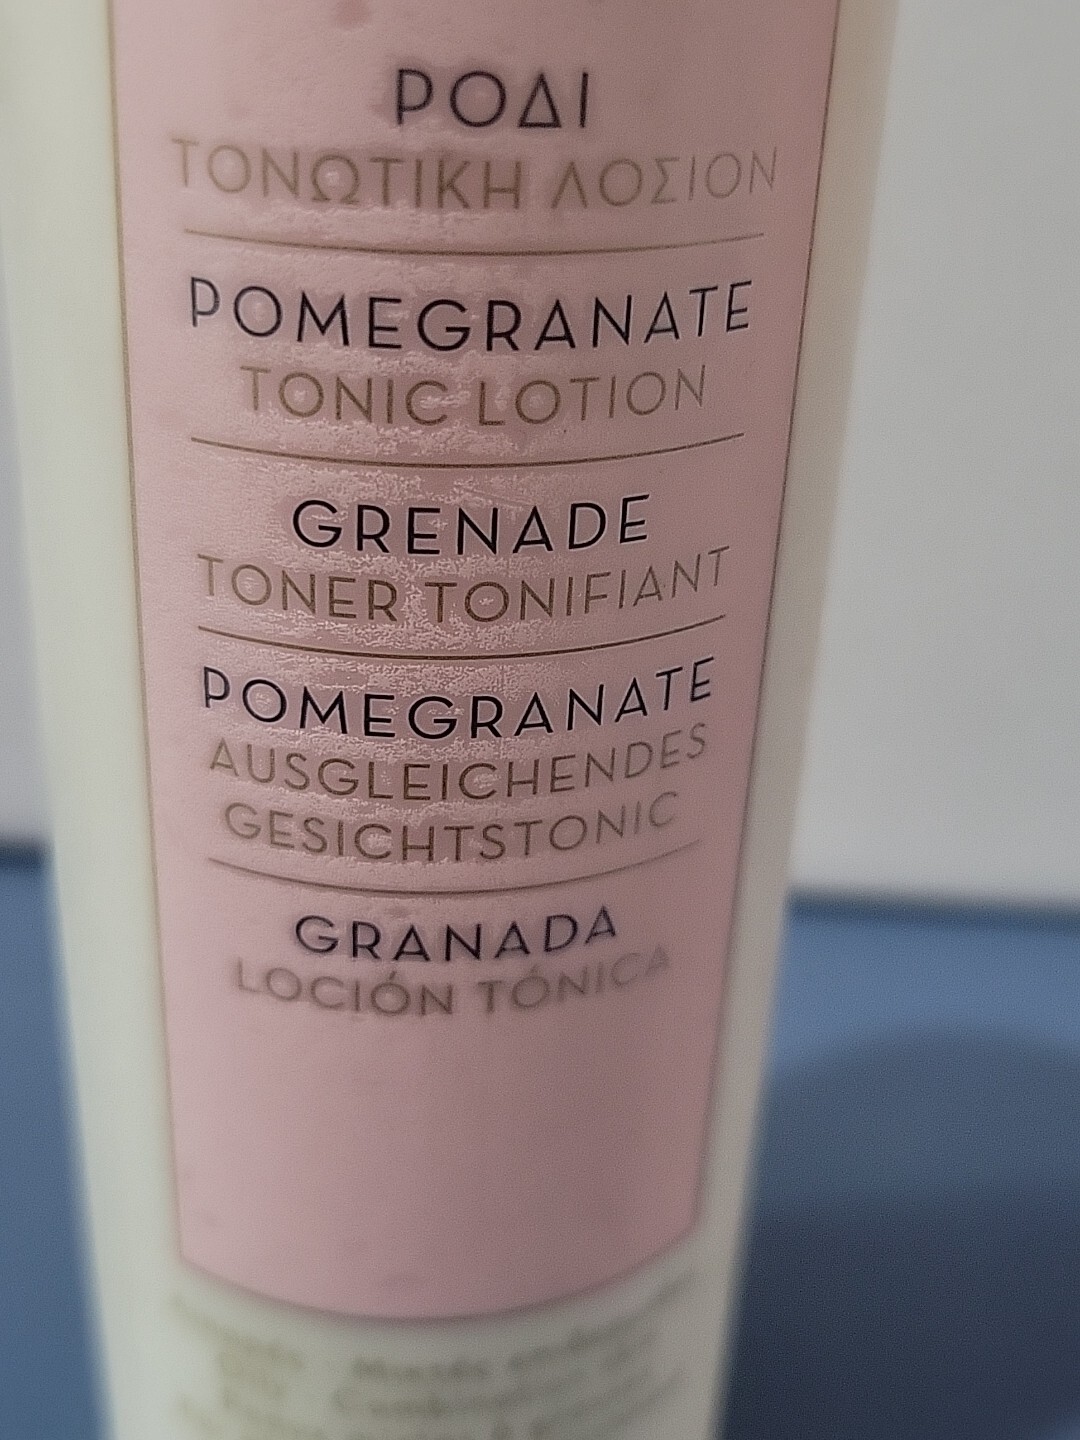 ΡΟΔΙ
ΤΟΝΩΤΙΚΗ ΛΟΣΙΟΝ
POMEGRANATE
TONIC LOTION
GRENADE
TONER TONIFIANT
POMEGRANATE
AUSGLEICHENDES
GESICHTSTONIC
GRANADA
LOCIÓN TÓNICA